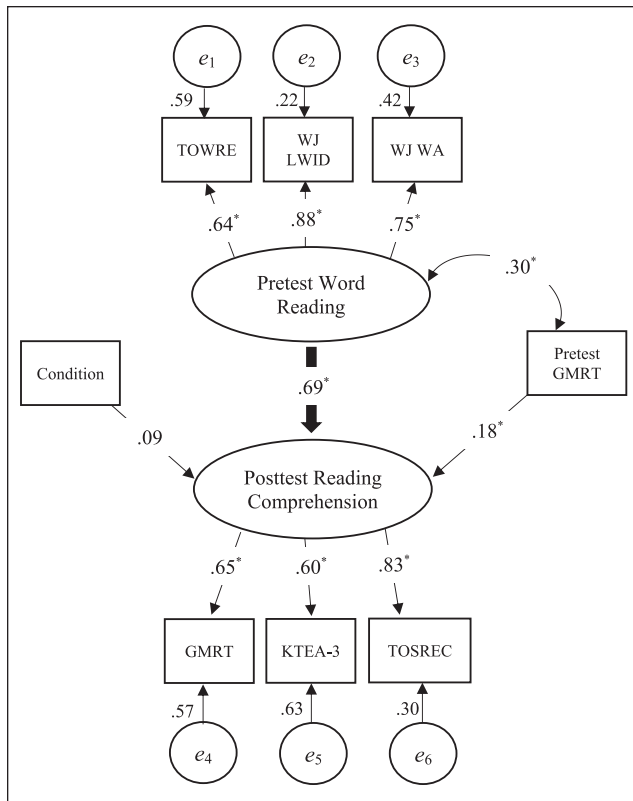 e1 e2 e3
.59 .22 .42
TOWRE
WJ
LWID
WJ WA
.64* .88* .75*
Pretest Word
Reading
.30*
Condition
Pretest
GMRT
.69*
.09
.18*
Posttest Reading
Comprehension
.65* .60* .83*
GMRT KTEA-3 TOSREC
.57 .63 .30
e4 e5 e6